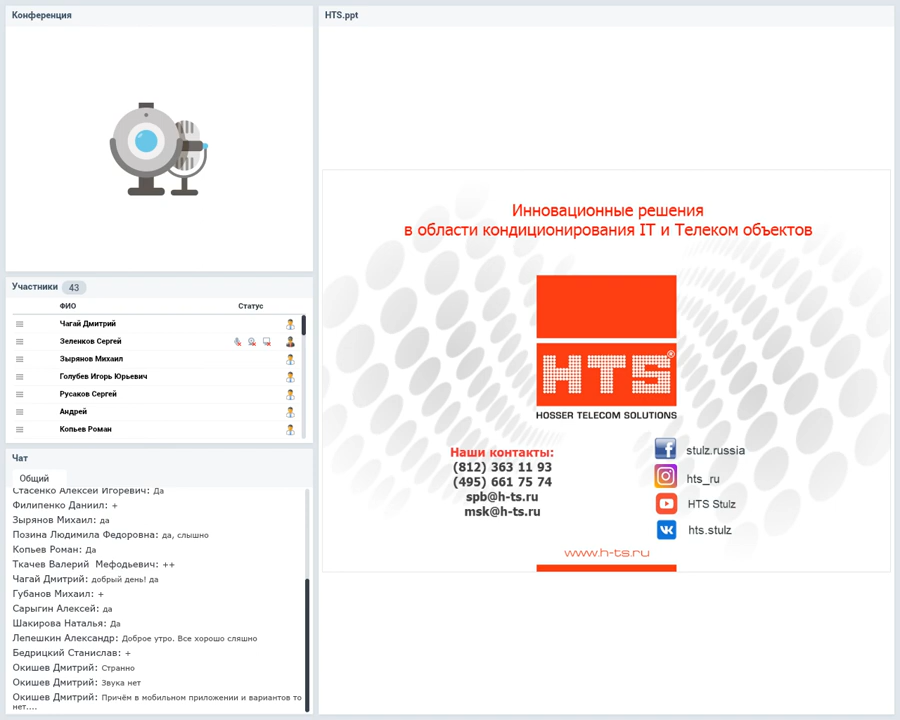 Конференция
HTS.ppt
Инновационные решения
в области кондиционирования IT и Телеком объектов
HTS®
HOSSER TELECOM SOLUTIONS
Наши контакты:
(812) 363 11 93
(495) 661 75 74
spb@h-ts.ru
msk@h-ts.ru
stulz.russia
hts_ru
HTS Stulz
hts.stulz
www.h-ts.ru
Участники 43
ФИО Статус
Чагай Дмитрий
Зеленков Сергей
Зырянов Михаил
Голубев Игорь Юрьевич
Русаков Сергей
Андрей
Копьев Роман
Чат
Общий
Стасенко Алексей Игоревич: Да
Филипенко Даниил: +
Зырянов Михаил: да
Позина Людмила Федоровна: да, слышно
Копьев Роман: Да
Ткачев Валерий Мефодьевич: ++
Чагай Дмитрий: добрый день! да
Губанов Михаил: +
Сарыгин Алексей: да
Шакирова Наталья: Да
Лепешкин Александр: Доброе утро. Все хорошо сляшно
Бедрицкий Станислав: +
Окишев Дмитрий: Странно
Окишев Дмитрий: Звука нет
Окишев Дмитрий: Причём в мобильном приложении и вариантов то
нет....